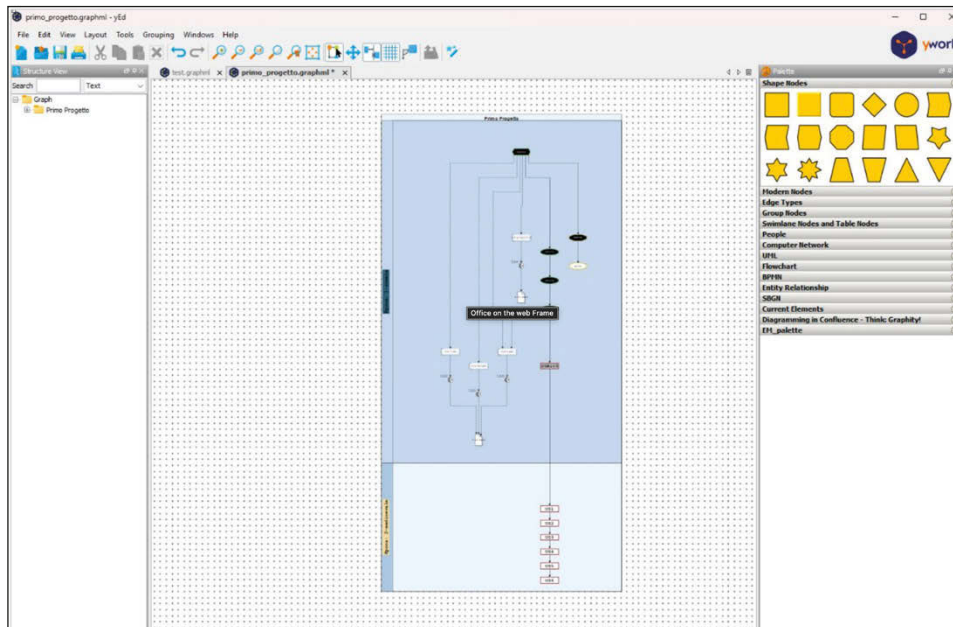 primo_progetto.graphml - yEd
File Edit View Layout Tools Grouping Windows Help
ywork
Structure View
Search Text
Graph
Primo Progetto
test.graphml
primo_progetto.graphml *
Primo Progetto
Office on the web Frame
Palette
Shape Nodes
Modern Nodes
Edge Types
Group Nodes
Swimlane Nodes and Table Nodes
People
Computer Network
UML
Flowchart
BPMN
Entity Relationship
SBGN
Current Elements
Diagramming in Confluence - Think: Graphity!
EM_palette